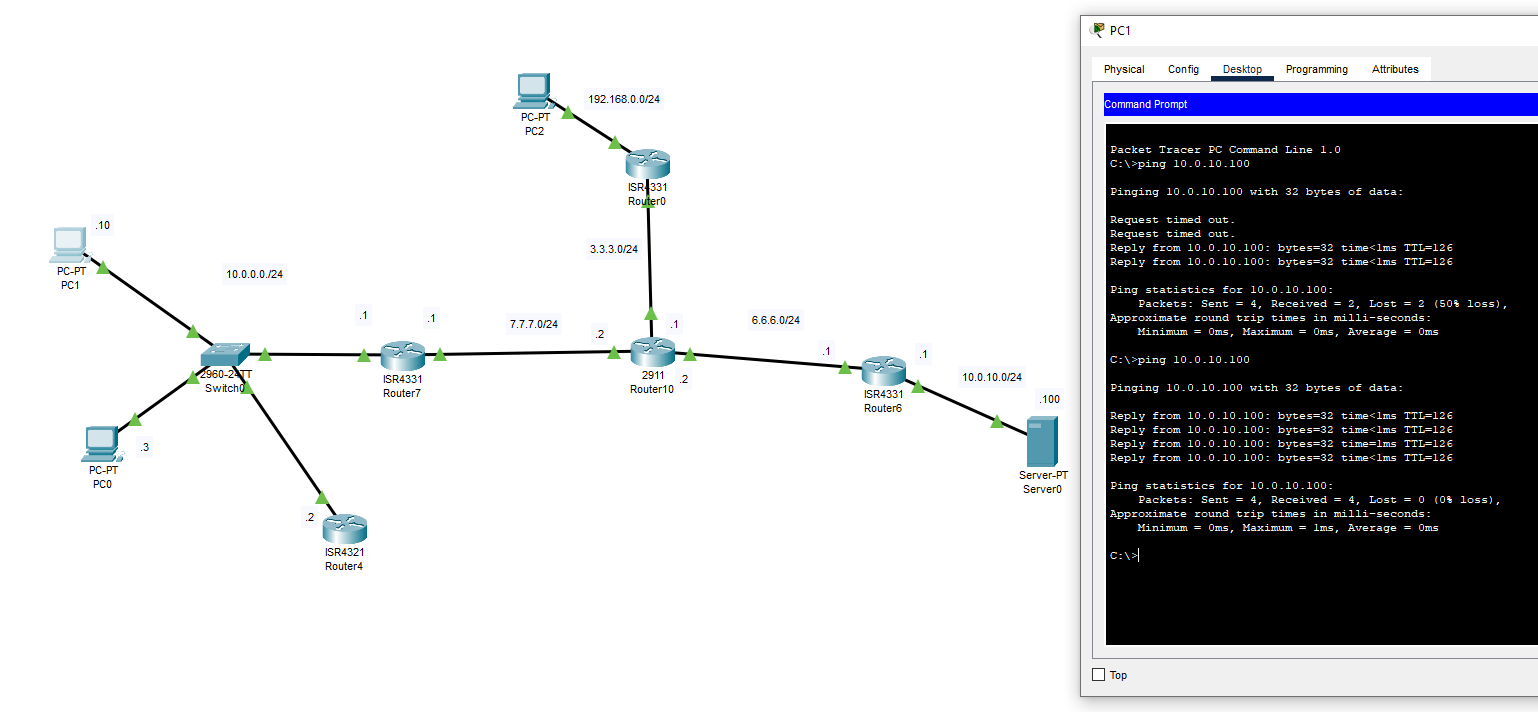 PC-PT
PC2
192.168.0.0/24
ISR4331
Router0
3.3.3.0/24
.10
PC-PT
PC1
10.0.0.0./24
.1
.1
7.7.7.0/24
.2
.1
6.6.6.0/24
.1
.1
2960-24TT
Switch0
ISR4331
Router7
2911
Router10
.2
ISR4331
Router6
10.0.10.0/24
.100
Server-PT
Server0
.3
PC-PT
PC0
.2
ISR4321
Router4
PC1
Physical Config Desktop Programming Attributes
Command Prompt
Packet Tracer PC Command Line 1.0
C:\>ping 10.0.10.100
Pinging 10.0.10.100 with 32 bytes of data:
Request timed out.
Request timed out.
Reply from 10.0.10.100: bytes=32 time<1ms TTL=126
Reply from 10.0.10.100: bytes=32 time<1ms TTL=126
Ping statistics for 10.0.10.100:
Packets: Sent = 4, Received = 2, Lost = 2 (50% loss),
Approximate round trip times in milli-seconds:
Minimum = 0ms, Maximum = 0ms, Average = 0ms
C:\>ping 10.0.10.100
Pinging 10.0.10.100 with 32 bytes of data:
Reply from 10.0.10.100: bytes=32 time<1ms TTL=126
Reply from 10.0.10.100: bytes=32 time<1ms TTL=126
Reply from 10.0.10.100: bytes=32 time=1ms TTL=126
Reply from 10.0.10.100: bytes=32 time<1ms TTL=126
Ping statistics for 10.0.10.100:
Packets: Sent = 4, Received = 4, Lost = 0 (0% loss),
Approximate round trip times in milli-seconds:
Minimum = 0ms, Maximum = 1ms, Average = 0ms
C:\>
Top